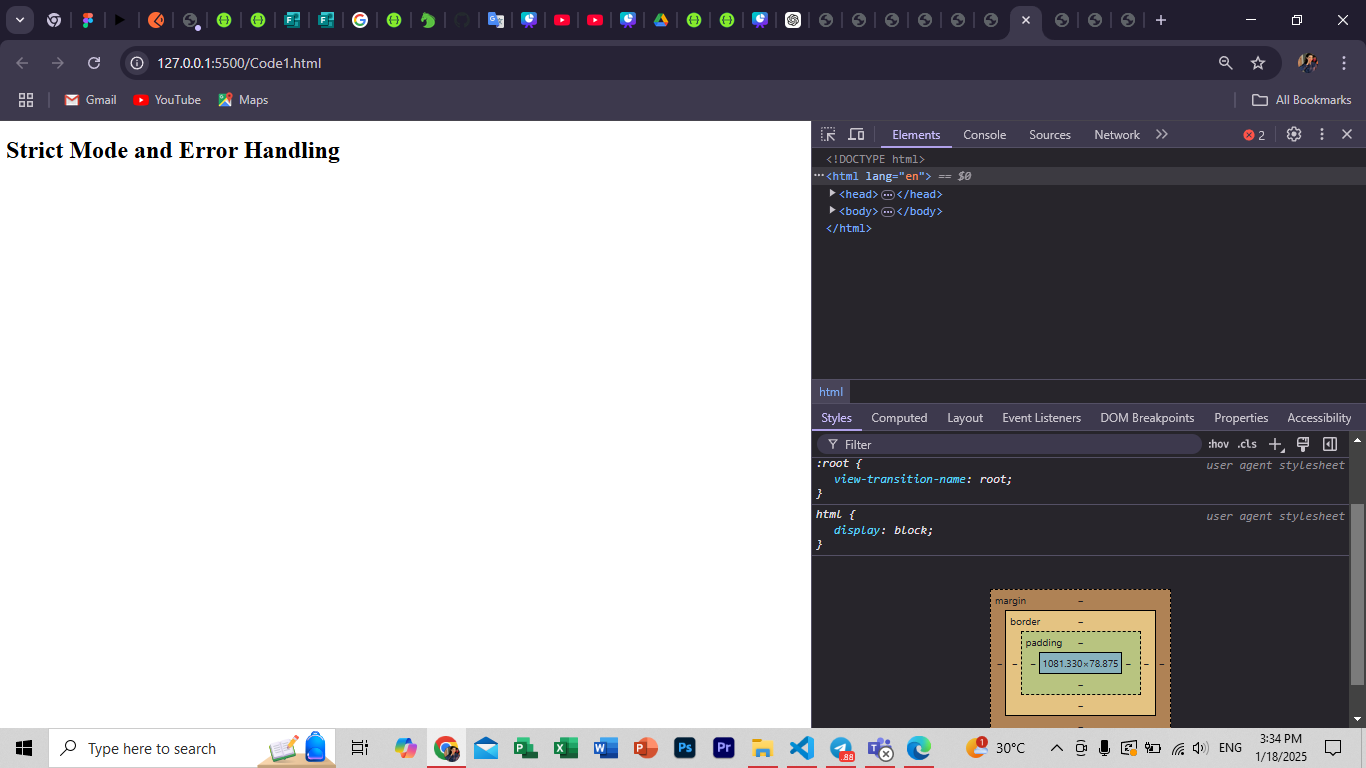 127.0.0.1:5500/Code1.html
Gmail YouTube Maps All Bookmarks
Strict Mode and Error Handling
Elements Console Sources Network 2
<!DOCTYPE html>
<html lang="en"> == $0
<head> </head>
<body> </body>
</html>
html
Styles Computed Layout Event Listeners DOM Breakpoints Properties Accessibility
Filter :hov .cls
:root { user agent stylesheet
view-transition-name: root;
}
html { user agent stylesheet
display: block;
}
margin –
border –
padding –
– – – 1081.330×78.875 – – –
–
–
–
Type here to search 30°C ENG 3:34 PM
1/18/2025